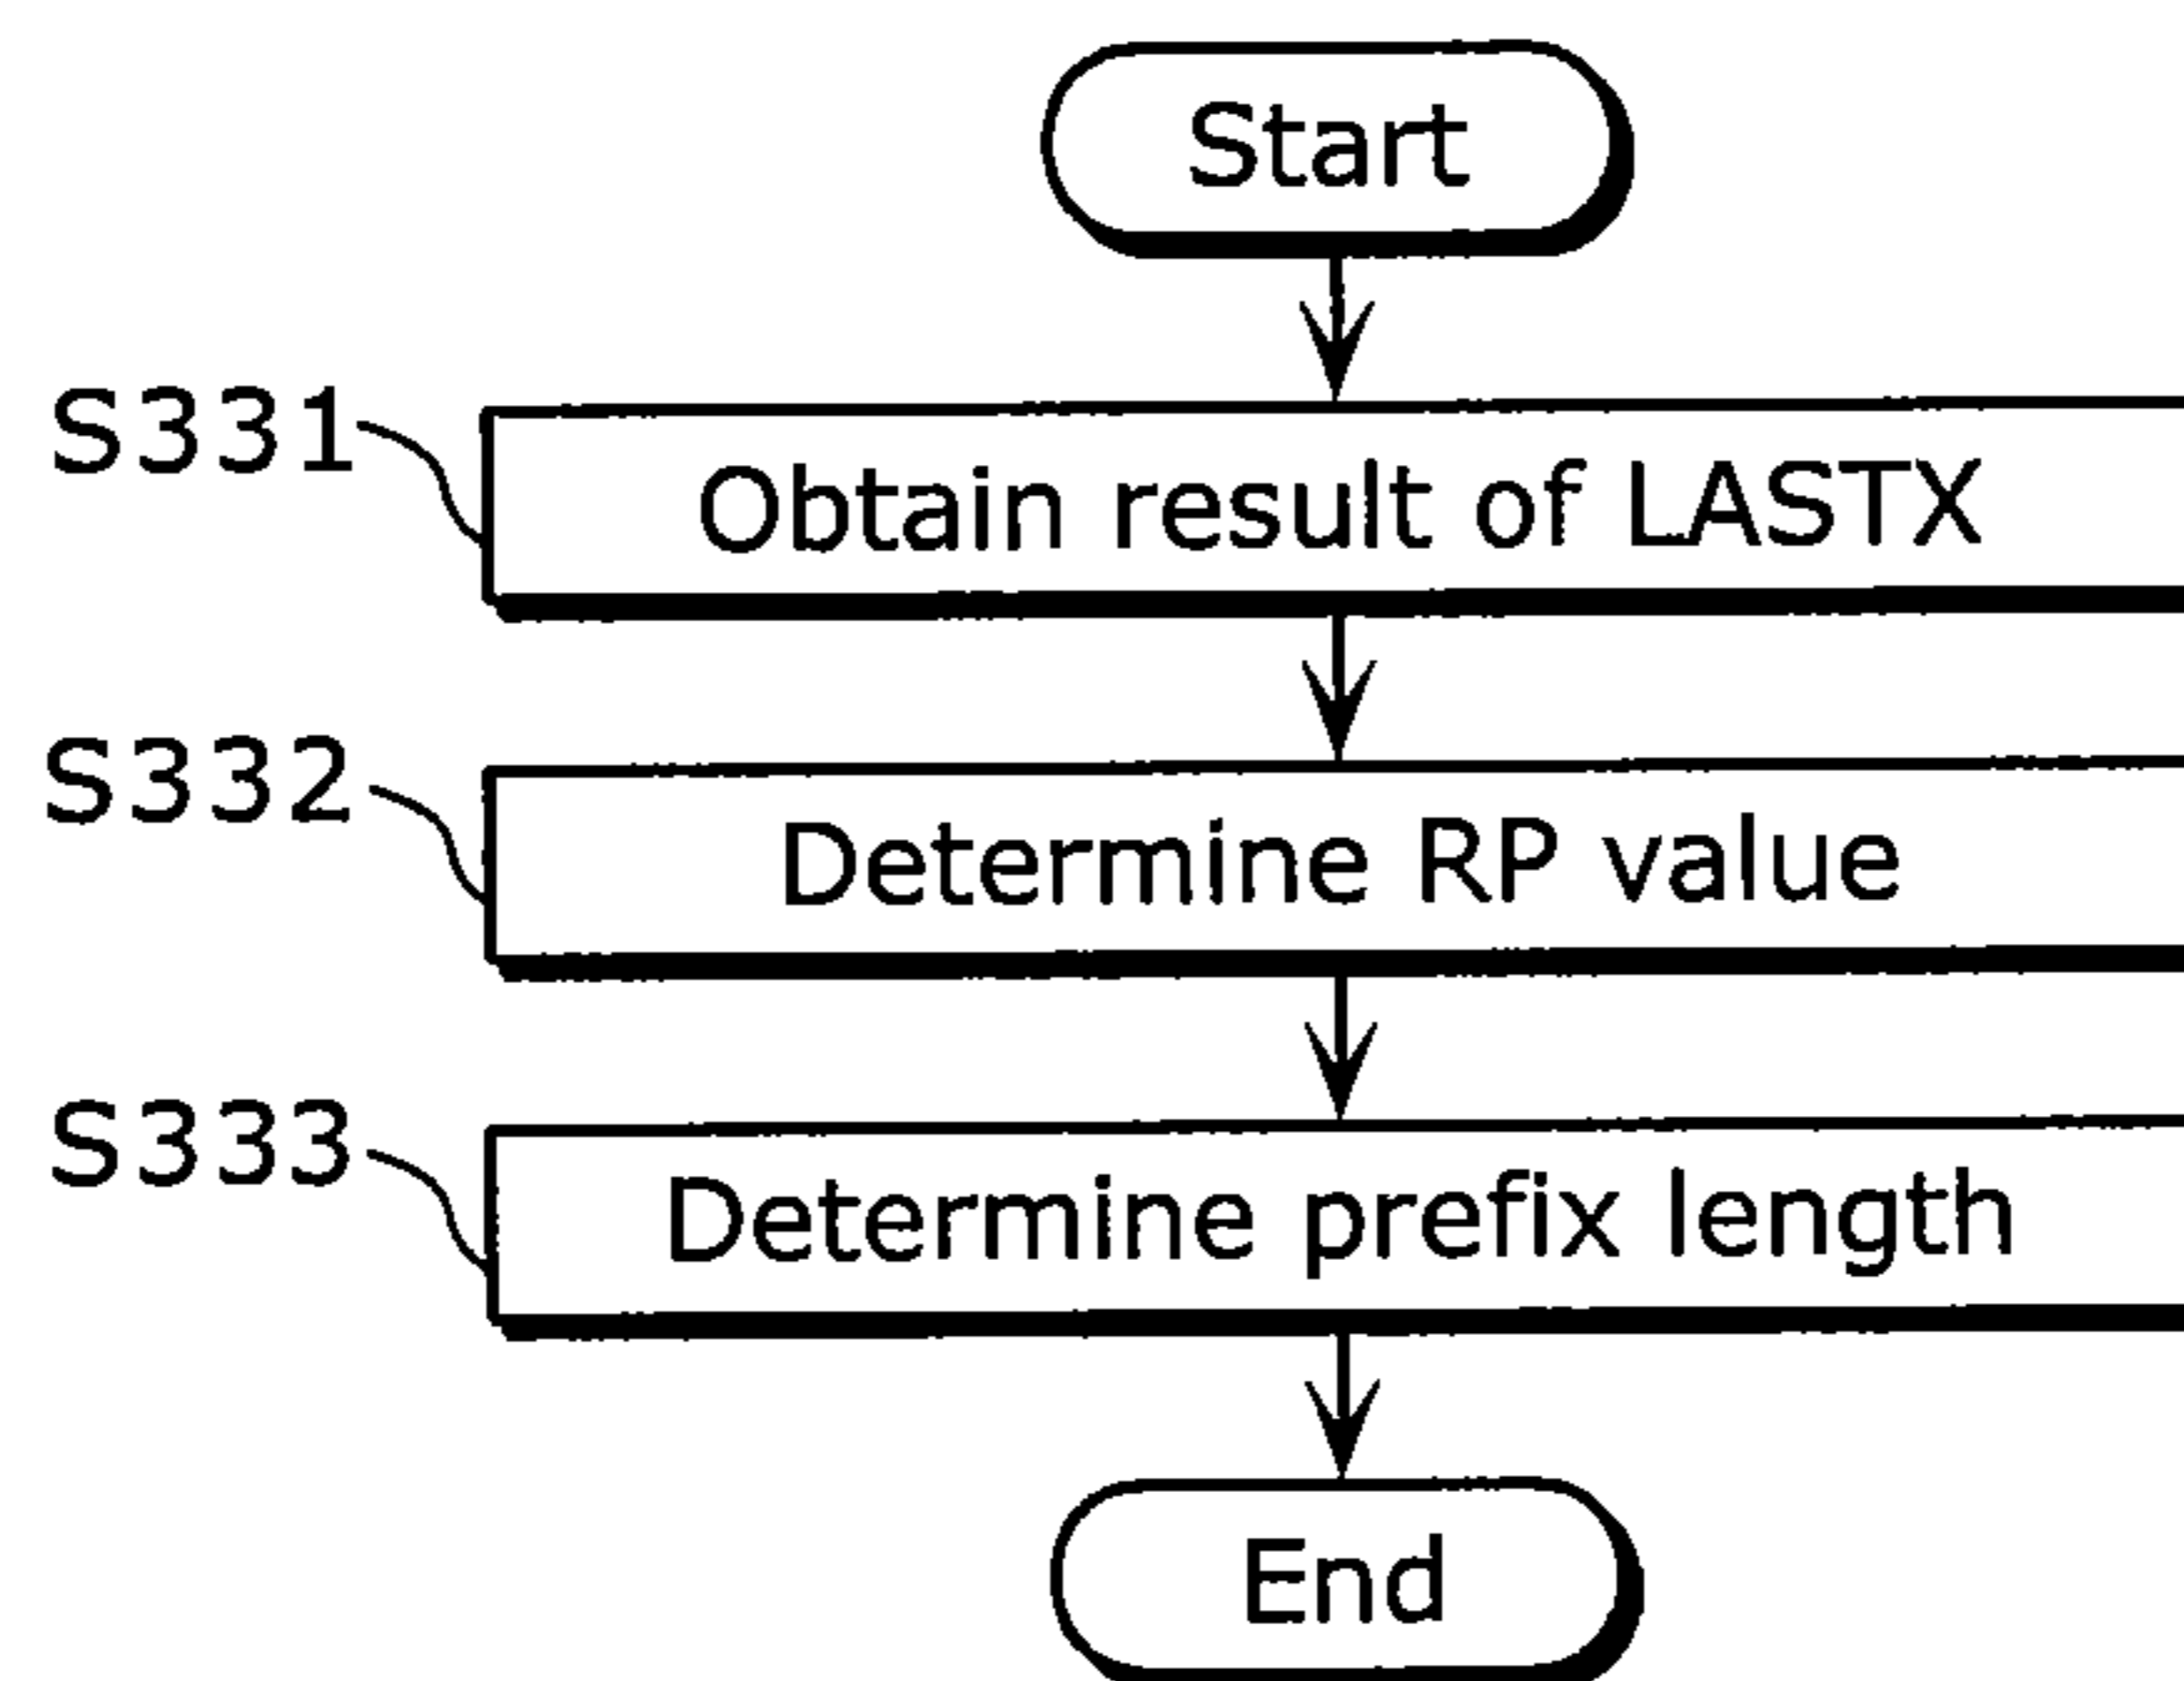 Start
S331
Obtain result of LASTX
S332
Determine RP value
S333
Determine prefix length
End